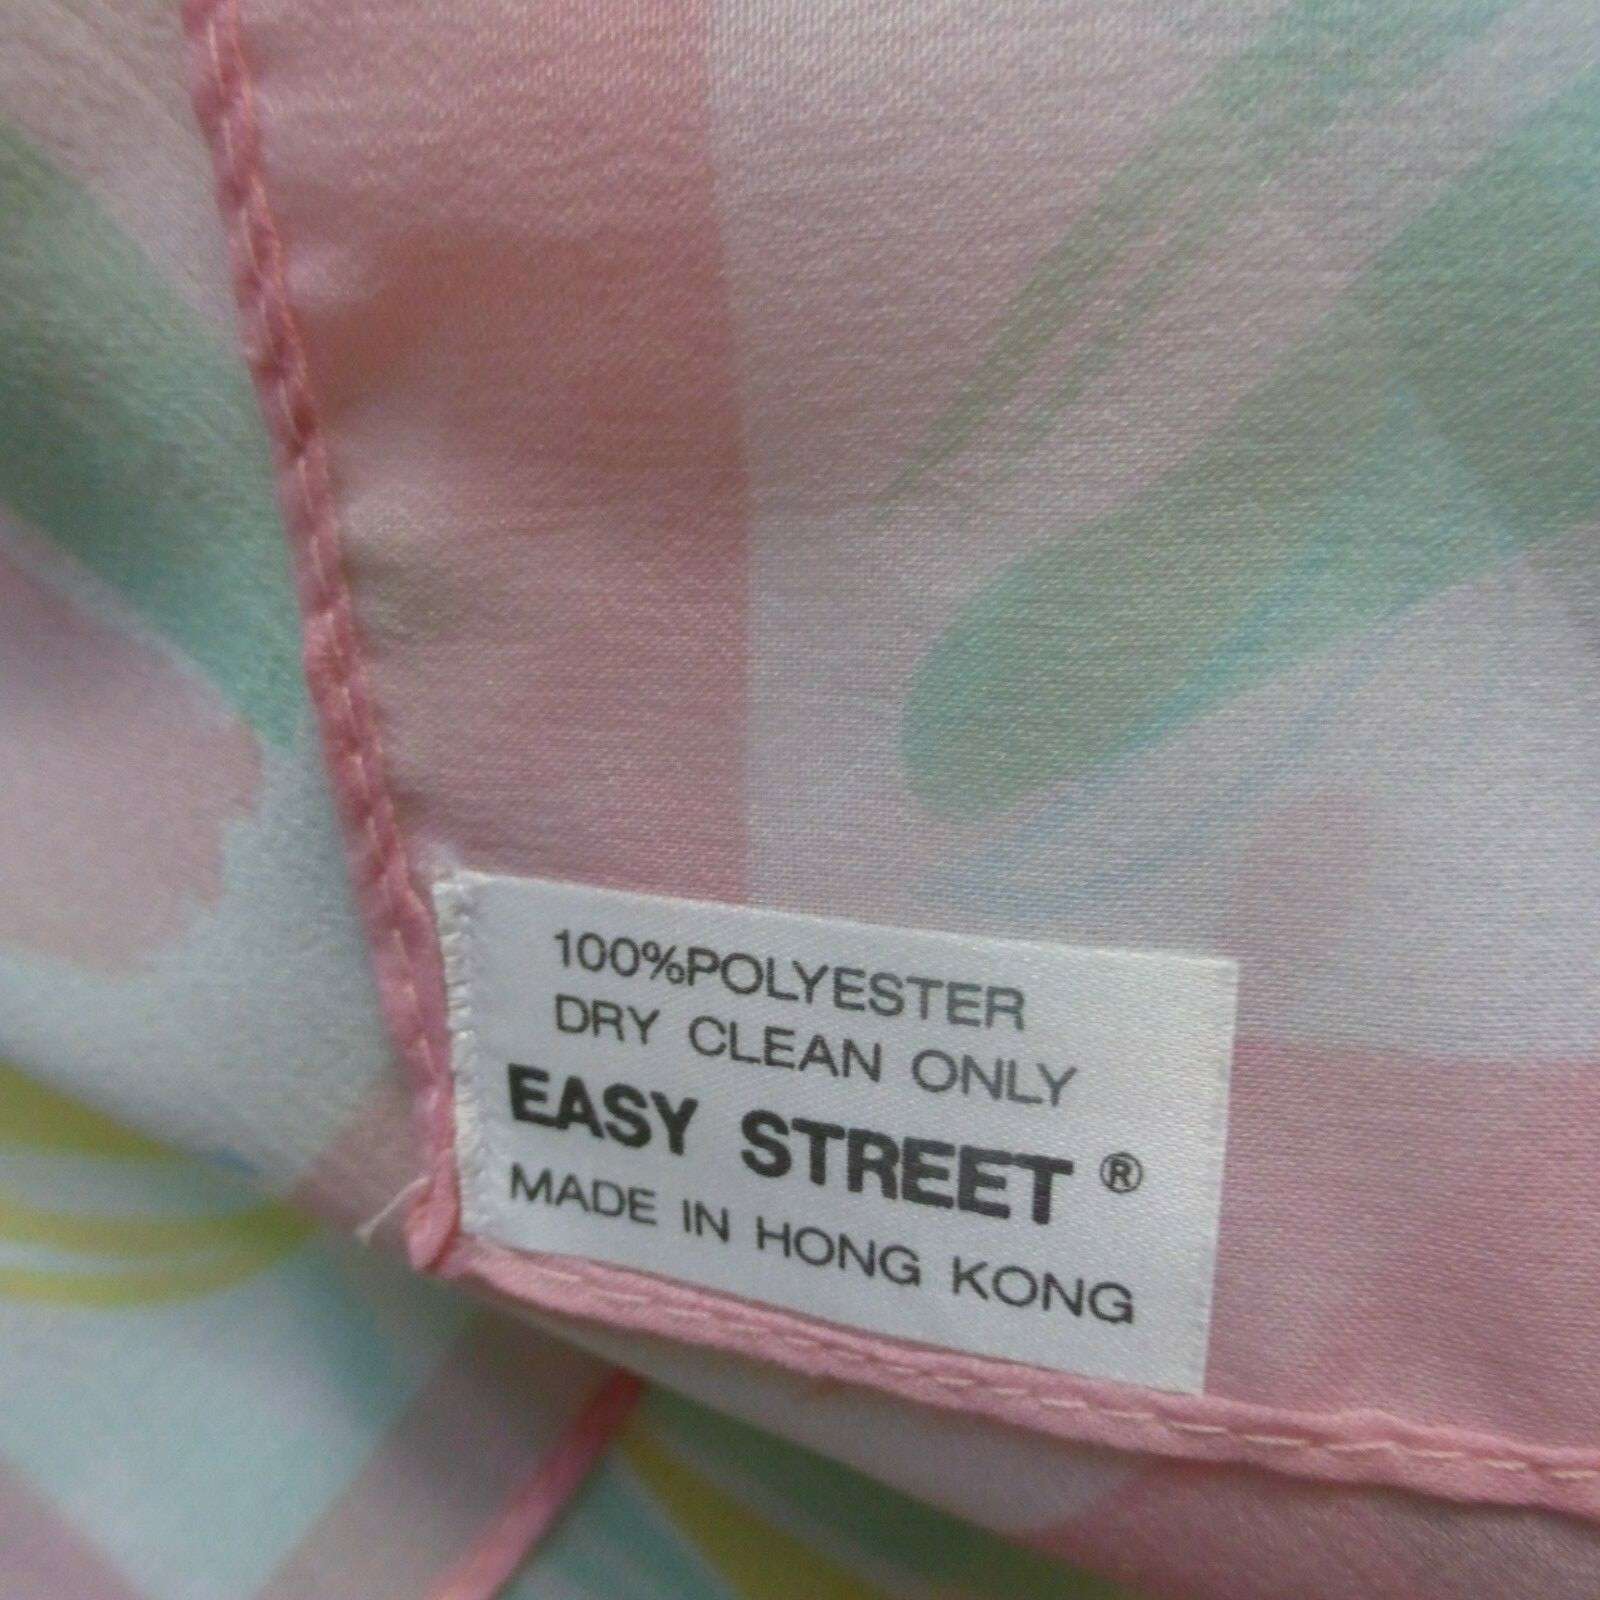 100%POLYESTER
DRY CLEAN ONLY
EASY STREET ®
MADE IN HONG KONG